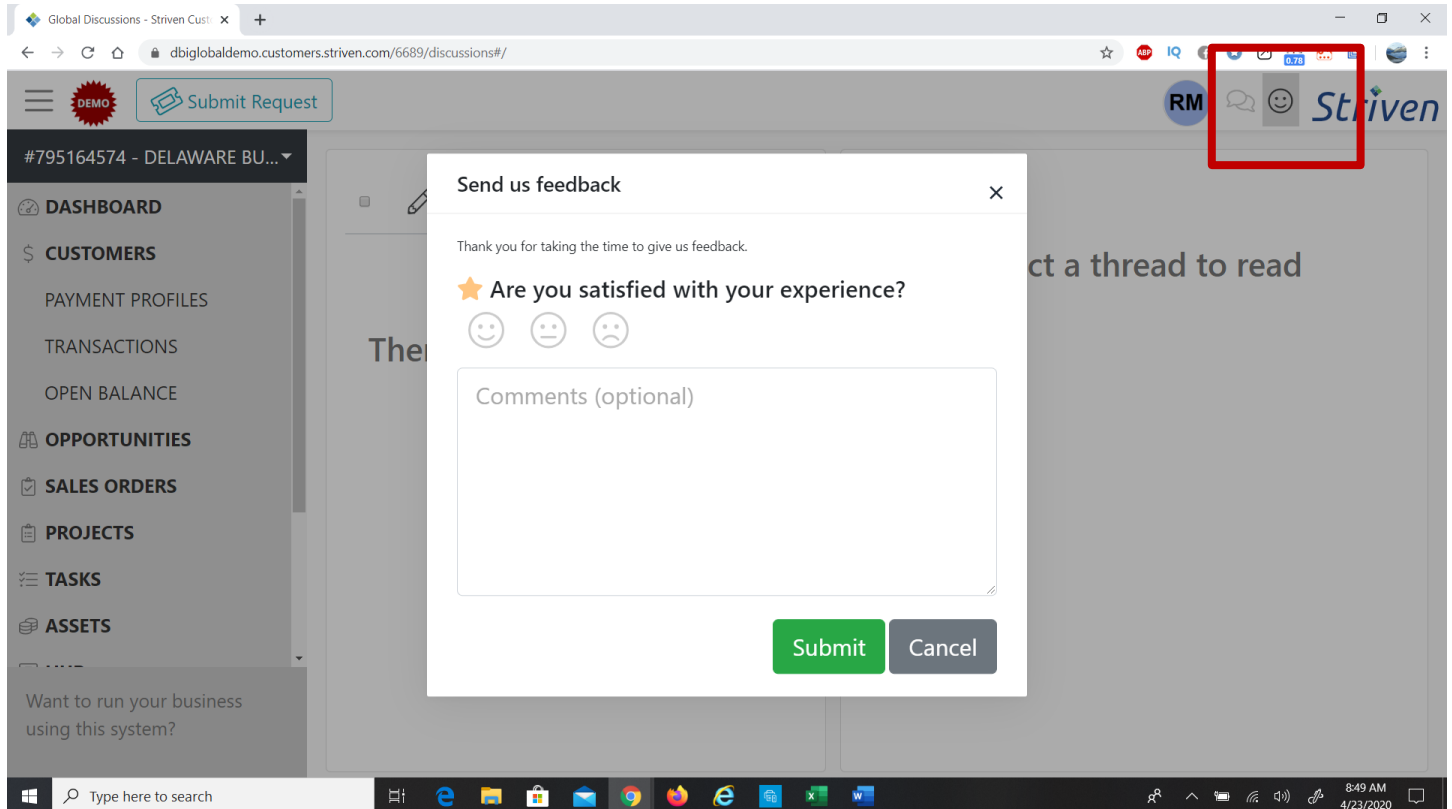 Global Discussions - Striven Cust
dbiglobaldemo.customers.striven.com/6689/discussions#/
ABP
IQ
0.78
DEMO
Submit Request
RM
Striven
#795164574 - DELAWARE BU...
DASHBOARD
$ CUSTOMERS
PAYMENT PROFILES
TRANSACTIONS
OPEN BALANCE
OPPORTUNITIES
SALES ORDERS
PROJECTS
TASKS
ASSETS
Want to run your business
using this system?
Ther
ct a thread to read
Send us feedback
Thank you for taking the time to give us feedback.
Are you satisfied with your experience?
Comments (optional)
Submit
Cancel
Type here to search
8:49 AM
4/23/2020